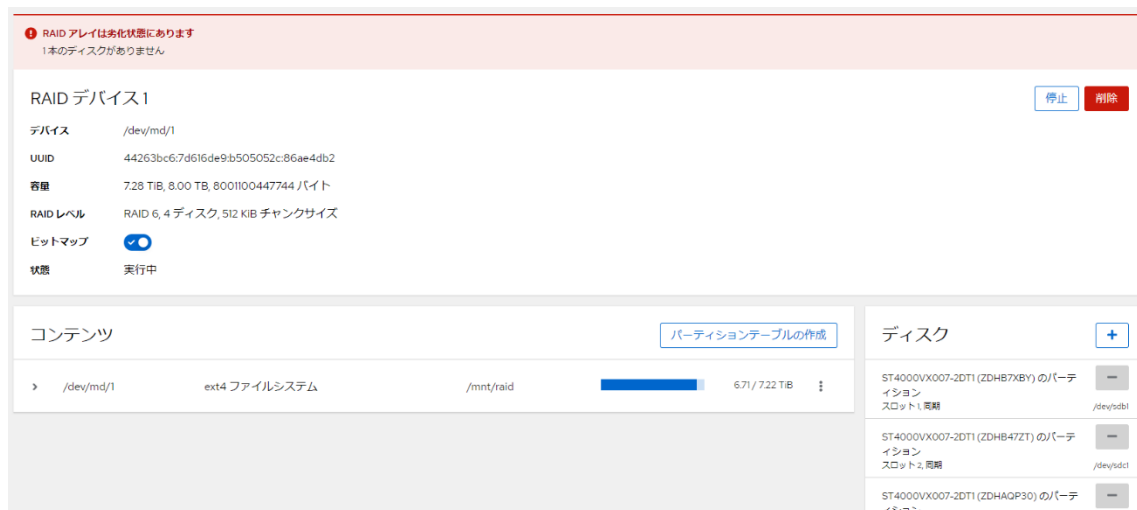 RAID アレイは劣化状態にあります
1本のディスクがありません
RAID デバイス 1
停止
削除
デバイス /dev/md/1
UUID 44263bc6:7d616de9:b505052c:86ae4db2
容量 7.28 TiB, 8.00 TB, 8001100447744 バイト
RAID レベル RAID 6, 4 ディスク, 512 KiB チャンクサイズ
ビットマップ
状態 実行中
コンテンツ
パーティションテーブルの作成
/dev/md/1 ext4 ファイルシステム /mnt/raid 6.71 / 7.22 TiB
ディスク
ST4000VX007-2DT1 (ZDHB7XBY) のパーテ
ィション
スロット 1, 同期 /dev/sdb1
ST4000VX007-2DT1 (ZDHB47ZT) のパーテ
ィション
スロット 2, 同期 /dev/sdc1
ST4000VX007-2DT1 (ZDHAQP30) のパーテ